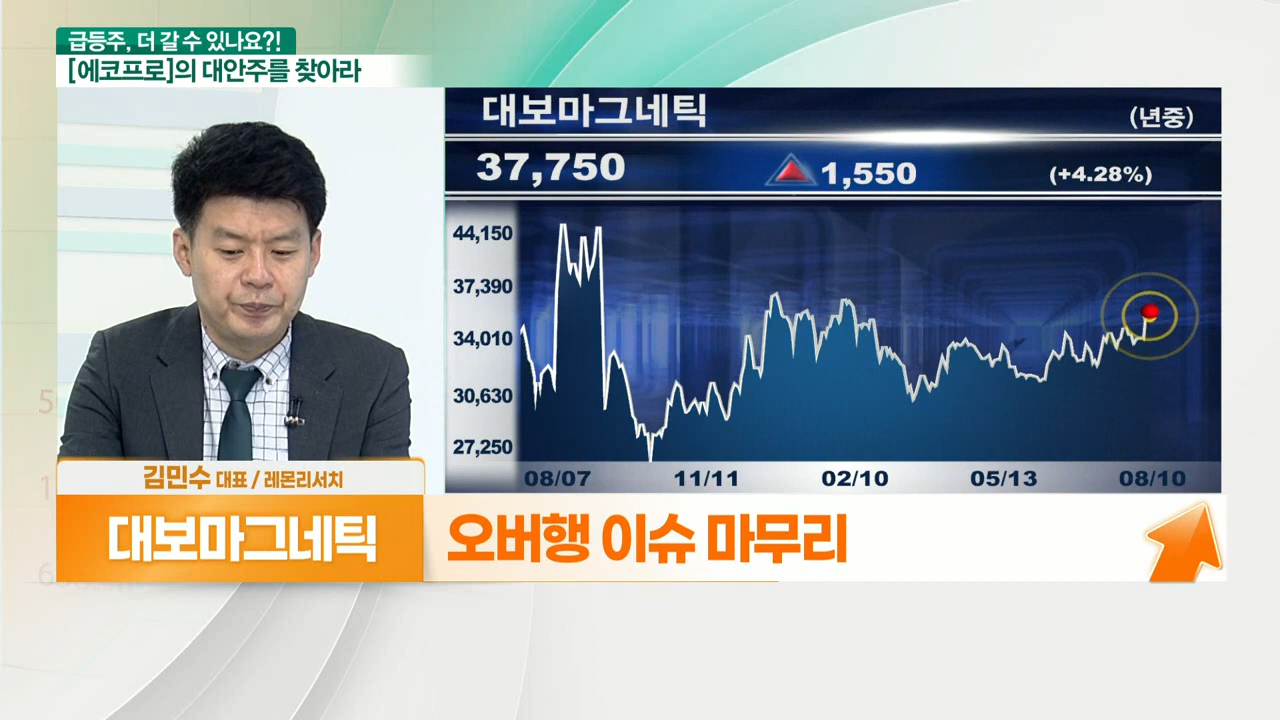 급등주, 더 갈 수 있나요?!
[에코프로]의 대안주를 찾아라
대보마그네틱
(년중)
37,750
1,550
(+4.28%)
44,150
37,390
34,010
30,630
27,250
08/07
11/11
02/10
05/13
08/10
김민수 대표 / 레몬리서치
대보마그네틱
오버행 이슈 마무리